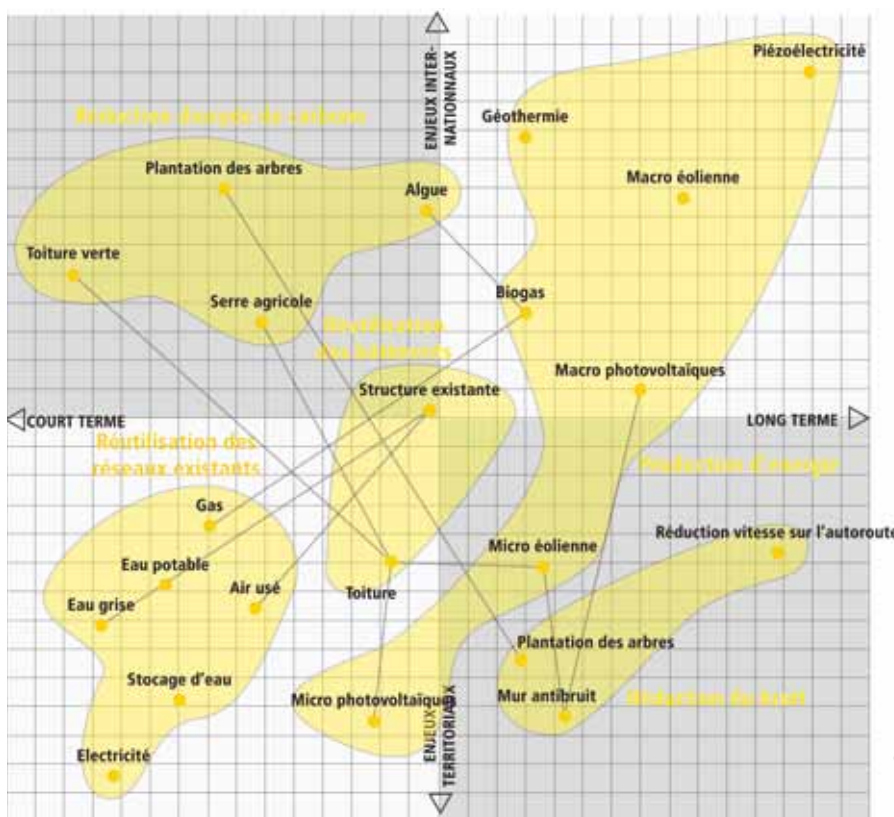 ENJEUX INTER-
NATIONNAUX
Piézoélectricité
Réduction d'excès de carbone
Géothermie
Plantation des arbres
Macro éolienne
Algue
Toiture verte
Biogas
Serre agricole
Réutilisation
des bâtiments
Macro photovoltaïques
Structure existante
COURT TERME
LONG TERME
Réutilisation des
réseaux existants
Production d'énergie
Gas
Réduction vitesse sur l'autoroute
Micro éolienne
Eau potable
Air usé
Toiture
Eau grise
Plantation des arbres
Stocage d'eau
Micro photovoltaïques
Mur antibruit
Réduction du bruit
Electricité
ENJEUX
TERRITORIAUX